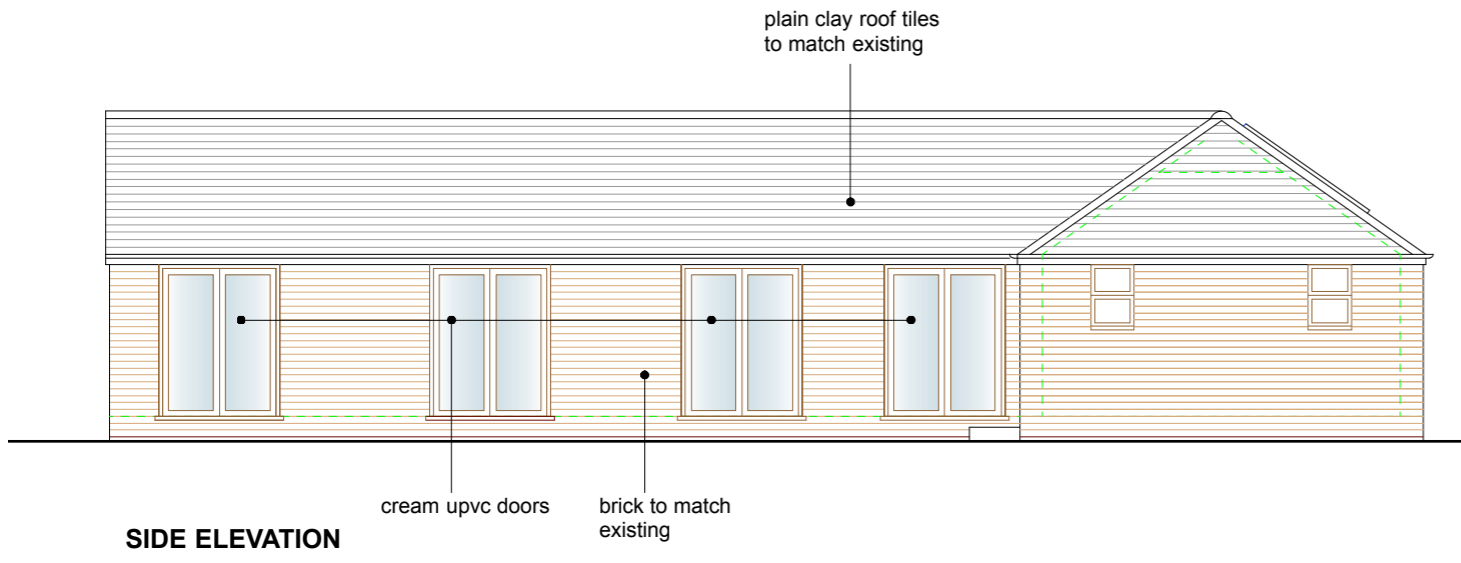 plain clay roof tiles
to match existing
cream upvc doors
brick to match
existing
SIDE ELEVATION